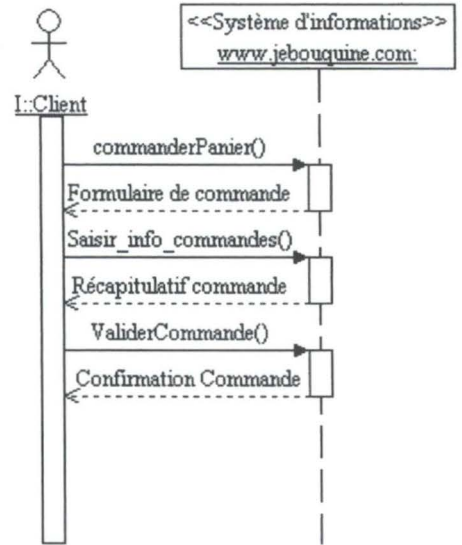 <<Système d'informations>>
www.jebouquine.com:
I::Client
commanderPanier()
Formulaire de commande
Saisir_info_commandes()
Récapitulatif commande
ValiderCommande()
Confirmation Commande